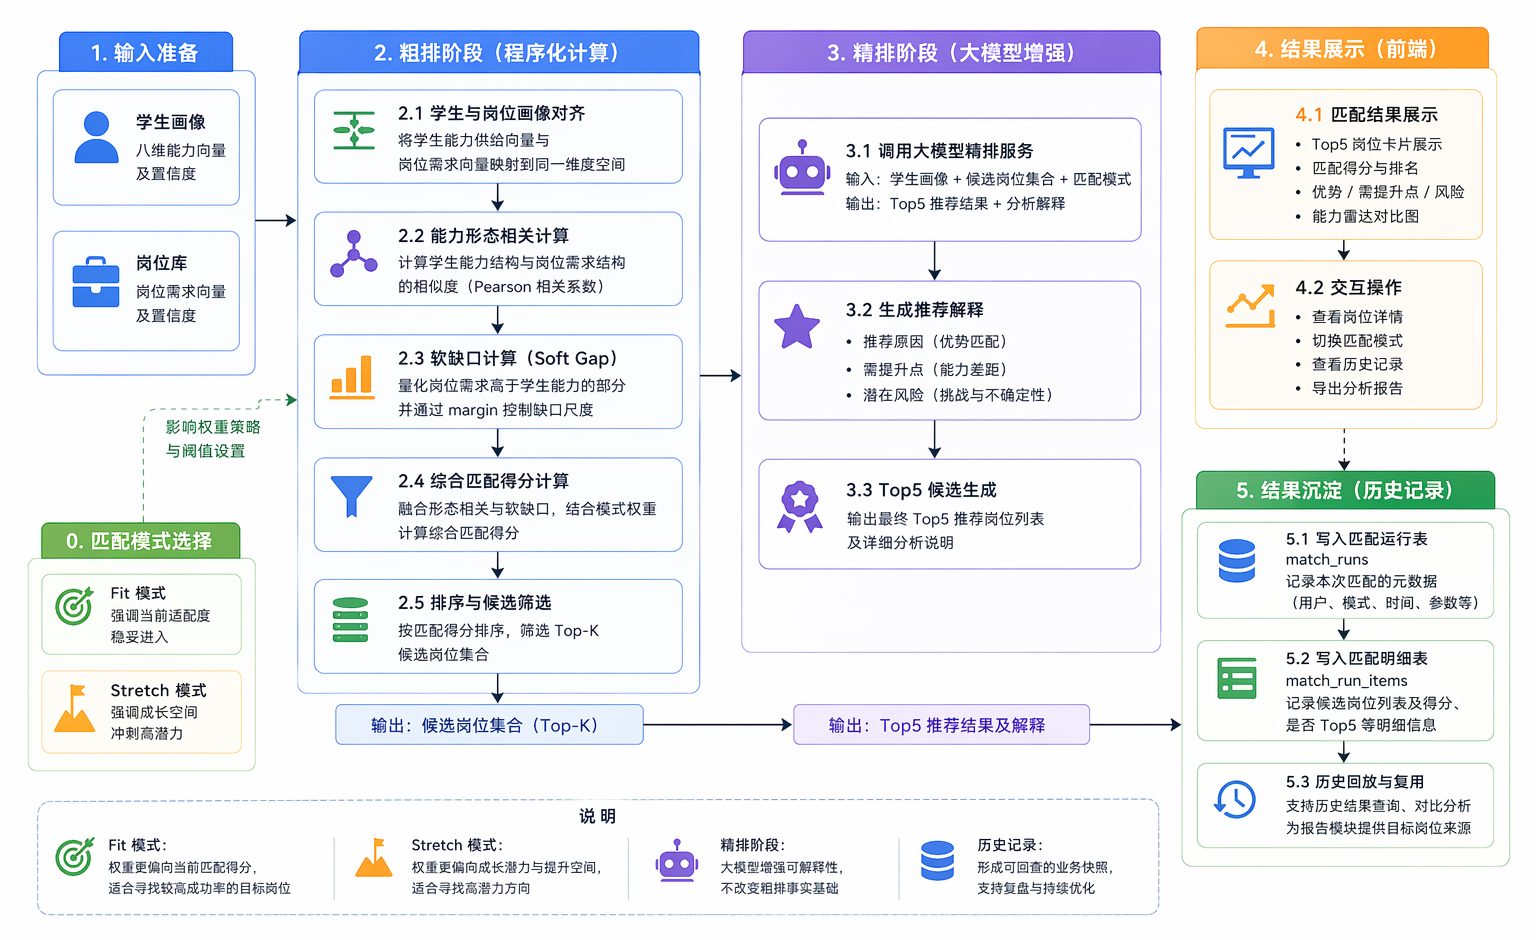 1. 输入准备
学生画像
八维能力向量
及置信度
岗位库
岗位需求向量
及置信度
影响权重策略
与阈值设置
0. 匹配模式选择
Fit 模式
强调当前适配度
稳妥进入
Stretch 模式
强调成长空间
冲刺高潜力
2. 粗排阶段（程序化计算）
2.1 学生与岗位画像对齐
将学生能力供给向量与
岗位需求向量映射到同一维度空间
2.2 能力形态相关计算
计算学生能力结构与岗位需求结构
的相似度（Pearson 相关系数）
2.3 软缺口计算（Soft Gap）
量化岗位需求高于学生能力的部分
并通过 margin 控制缺口尺度
2.4 综合匹配得分计算
融合形态相关与软缺口，结合模式权重
计算综合匹配得分
2.5 排序与候选筛选
按匹配得分排序，筛选 Top-K
候选岗位集合
输出：候选岗位集合（Top-K）
3. 精排阶段（大模型增强）
3.1 调用大模型精排服务
输入：学生画像 + 候选岗位集合 + 匹配模式
输出：Top5 推荐结果 + 分析解释
3.2 生成推荐解释
• 推荐原因（优势匹配）
• 需提升点（能力差距）
• 潜在风险（挑战与不确定性）
3.3 Top5 候选生成
输出最终 Top5 推荐岗位列表
及详细分析说明
输出：Top5 推荐结果及解释
4. 结果展示（前端）
4.1 匹配结果展示
• Top5 岗位卡片展示
• 匹配得分与排名
• 优势 / 需提升点 / 风险
• 能力雷达对比图
4.2 交互操作
• 查看岗位详情
• 切换匹配模式
• 查看历史记录
• 导出分析报告
5. 结果沉淀（历史记录）
5.1 写入匹配运行表
match_runs
记录本次匹配的元数据
（用户、模式、时间、参数等）
5.2 写入匹配明细表
match_run_items
记录候选岗位列表及得分、
是否 Top5 等明细信息
5.3 历史回放与复用
支持历史结果查询、对比分析
为报告模块提供目标岗位来源
说 明
Fit 模式：
权重更偏向当前匹配得分，
适合寻找较高成功率的目标岗位
Stretch 模式：
权重更偏向成长潜力与提升空间，
适合寻找高潜力方向
精排阶段：
大模型增强可解释性，
不改变粗排事实基础
历史记录：
形成可回查的业务快照，
支持复盘与持续优化